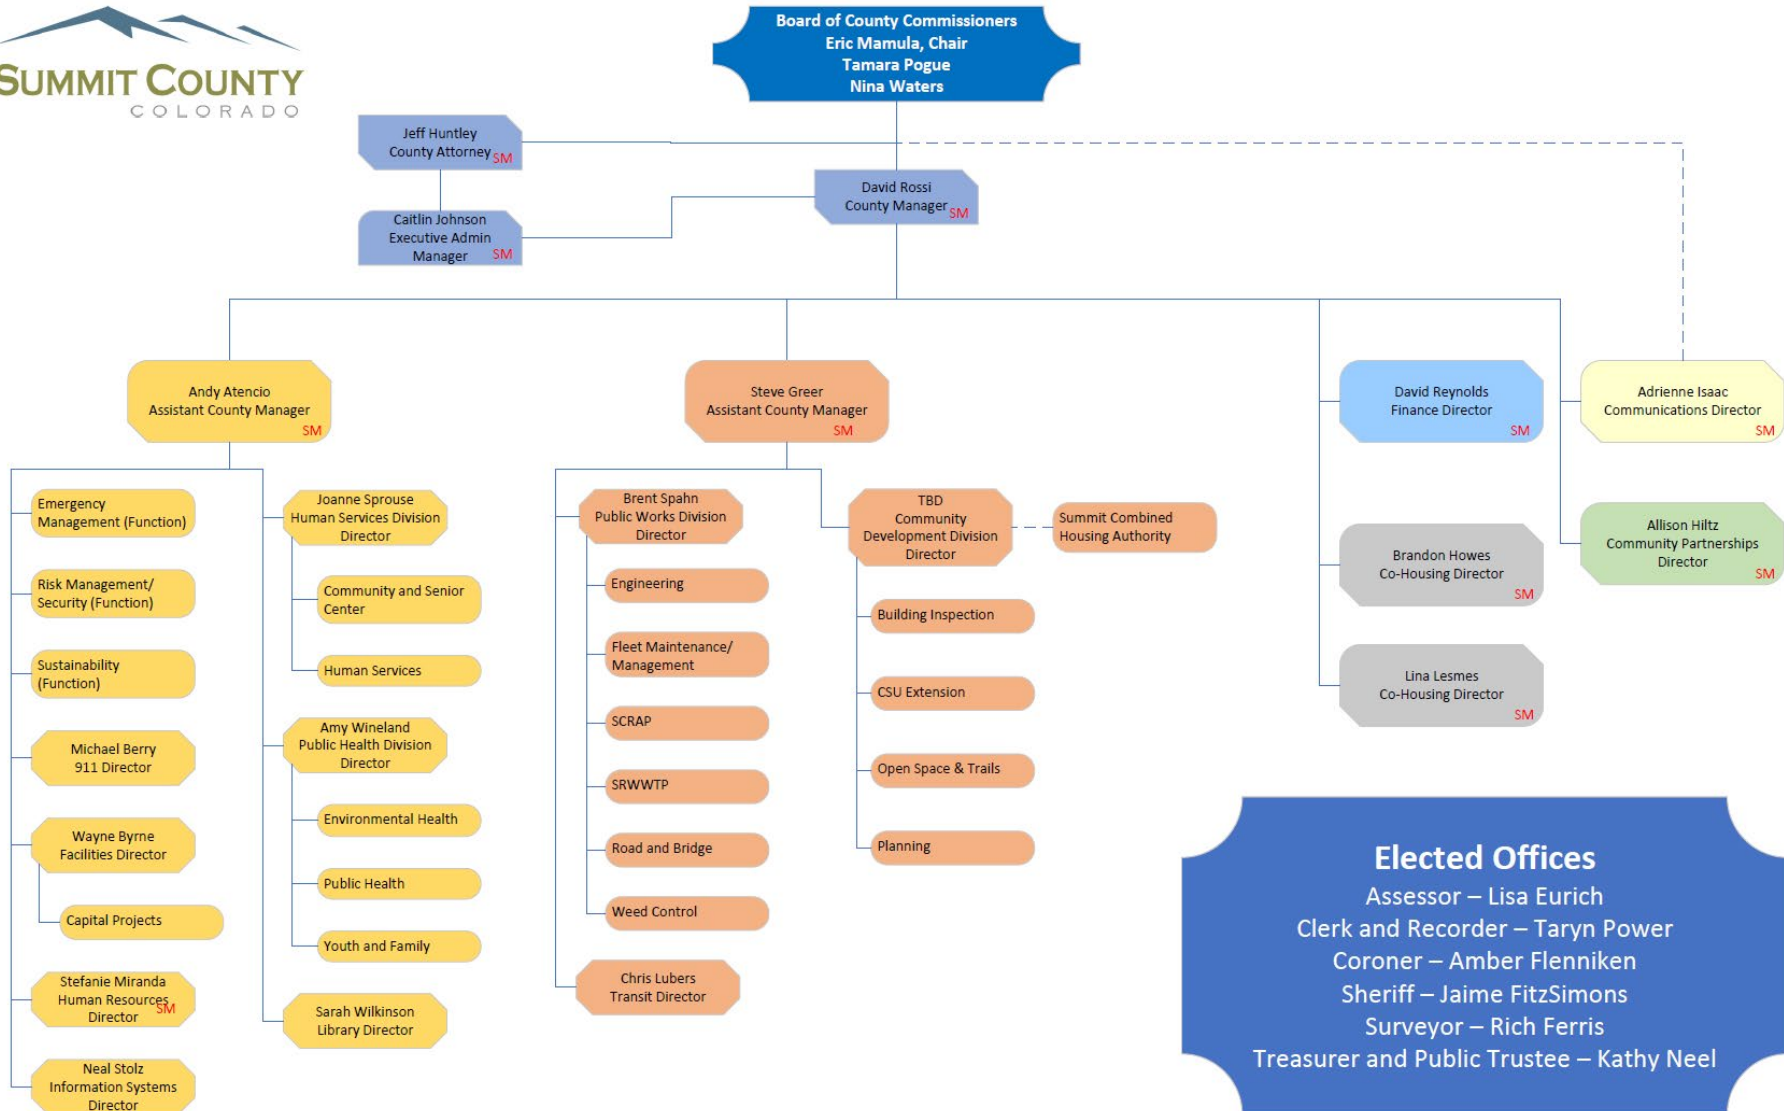 SUMMIT COUNTY
COLORADO
Board of County Commissioners
Eric Mamula, Chair
Tamara Pogue
Nina Waters
Jeff Huntley
County Attorney SM
David Rossi
County Manager SM
Caitlin Johnson
Executive Admin
Manager SM
Andy Atencio
Assistant County Manager
SM
Steve Greer
Assistant County Manager
SM
David Reynolds
Finance Director
SM
Adrienne Isaac
Communications Director
SM
Emergency
Management (Function)
Risk Management/
Security (Function)
Sustainability
(Function)
Michael Berry
911 Director
Wayne Byrne
Facilities Director
Capital Projects
Stefanie Miranda
Human Resources
Director SM
Neal Stolz
Information Systems
Director
Joanne Sprouse
Human Services Division
Director
Community and Senior
Center
Human Services
Amy Wineland
Public Health Division
Director
Environmental Health
Public Health
Youth and Family
Sarah Wilkinson
Library Director
Brent Spahn
Public Works Division
Director
Engineering
Fleet Maintenance/
Management
SCRAP
SRWWTP
Road and Bridge
Weed Control
Chris Lubers
Transit Director
TBD
Community
Development Division
Director
Summit Combined
Housing Authority
Building Inspection
CSU Extension
Open Space & Trails
Planning
Brandon Howes
Co-Housing Director
SM
Lina Lesmes
Co-Housing Director
SM
Allison Hiltz
Community Partnerships
Director
SM
Elected Offices
Assessor – Lisa Eurich
Clerk and Recorder – Taryn Power
Coroner – Amber Flenniken
Sheriff – Jaime FitzSimons
Surveyor – Rich Ferris
Treasurer and Public Trustee – Kathy Neel